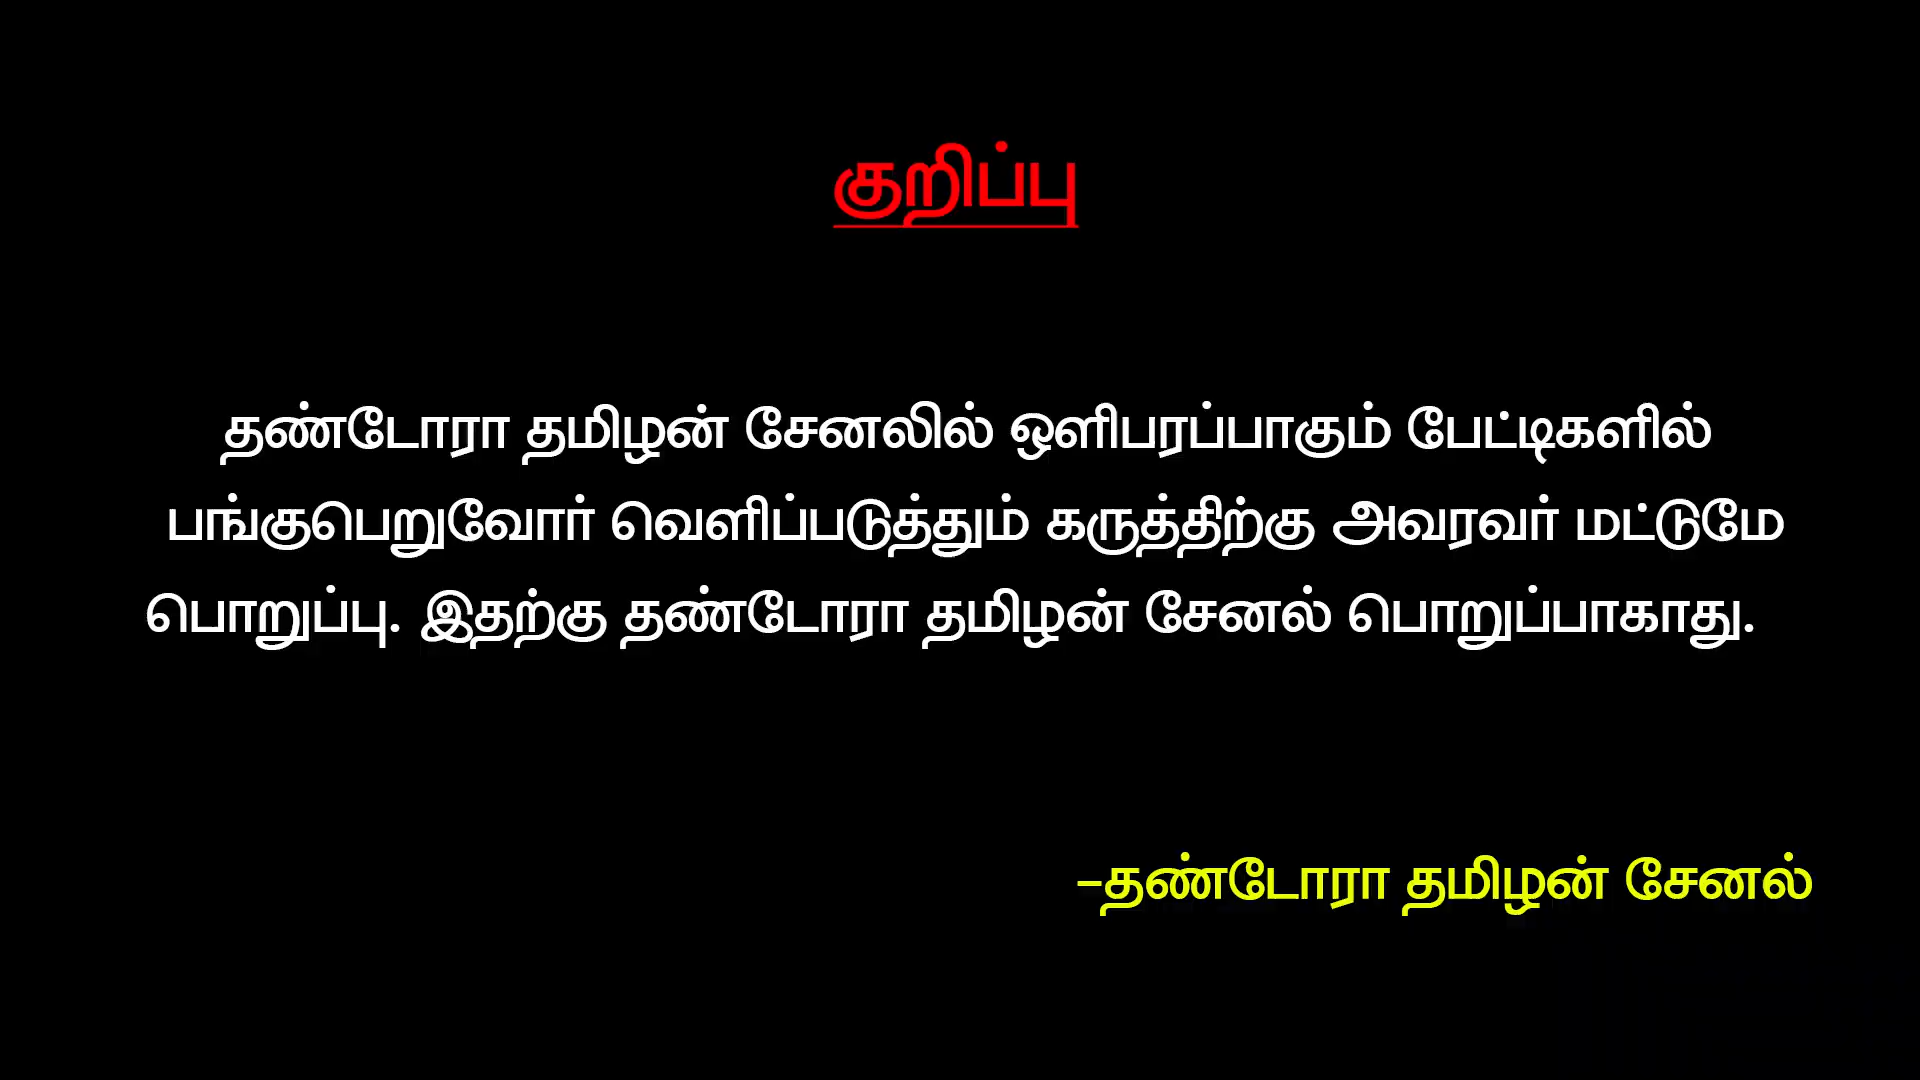 குறிப்பு
தண்டோரா தமிழன் சேனலில் ஒளிபரப்பாகும் பேட்டிகளில்
பங்குபெறுவோர் வெளிப்படுத்தும் கருத்திற்கு அவரவர் மட்டுமே
பொறுப்பு. இதற்கு தண்டோரா தமிழன் சேனல் பொறுப்பாகாது.
-தண்டோரா தமிழன் சேனல்